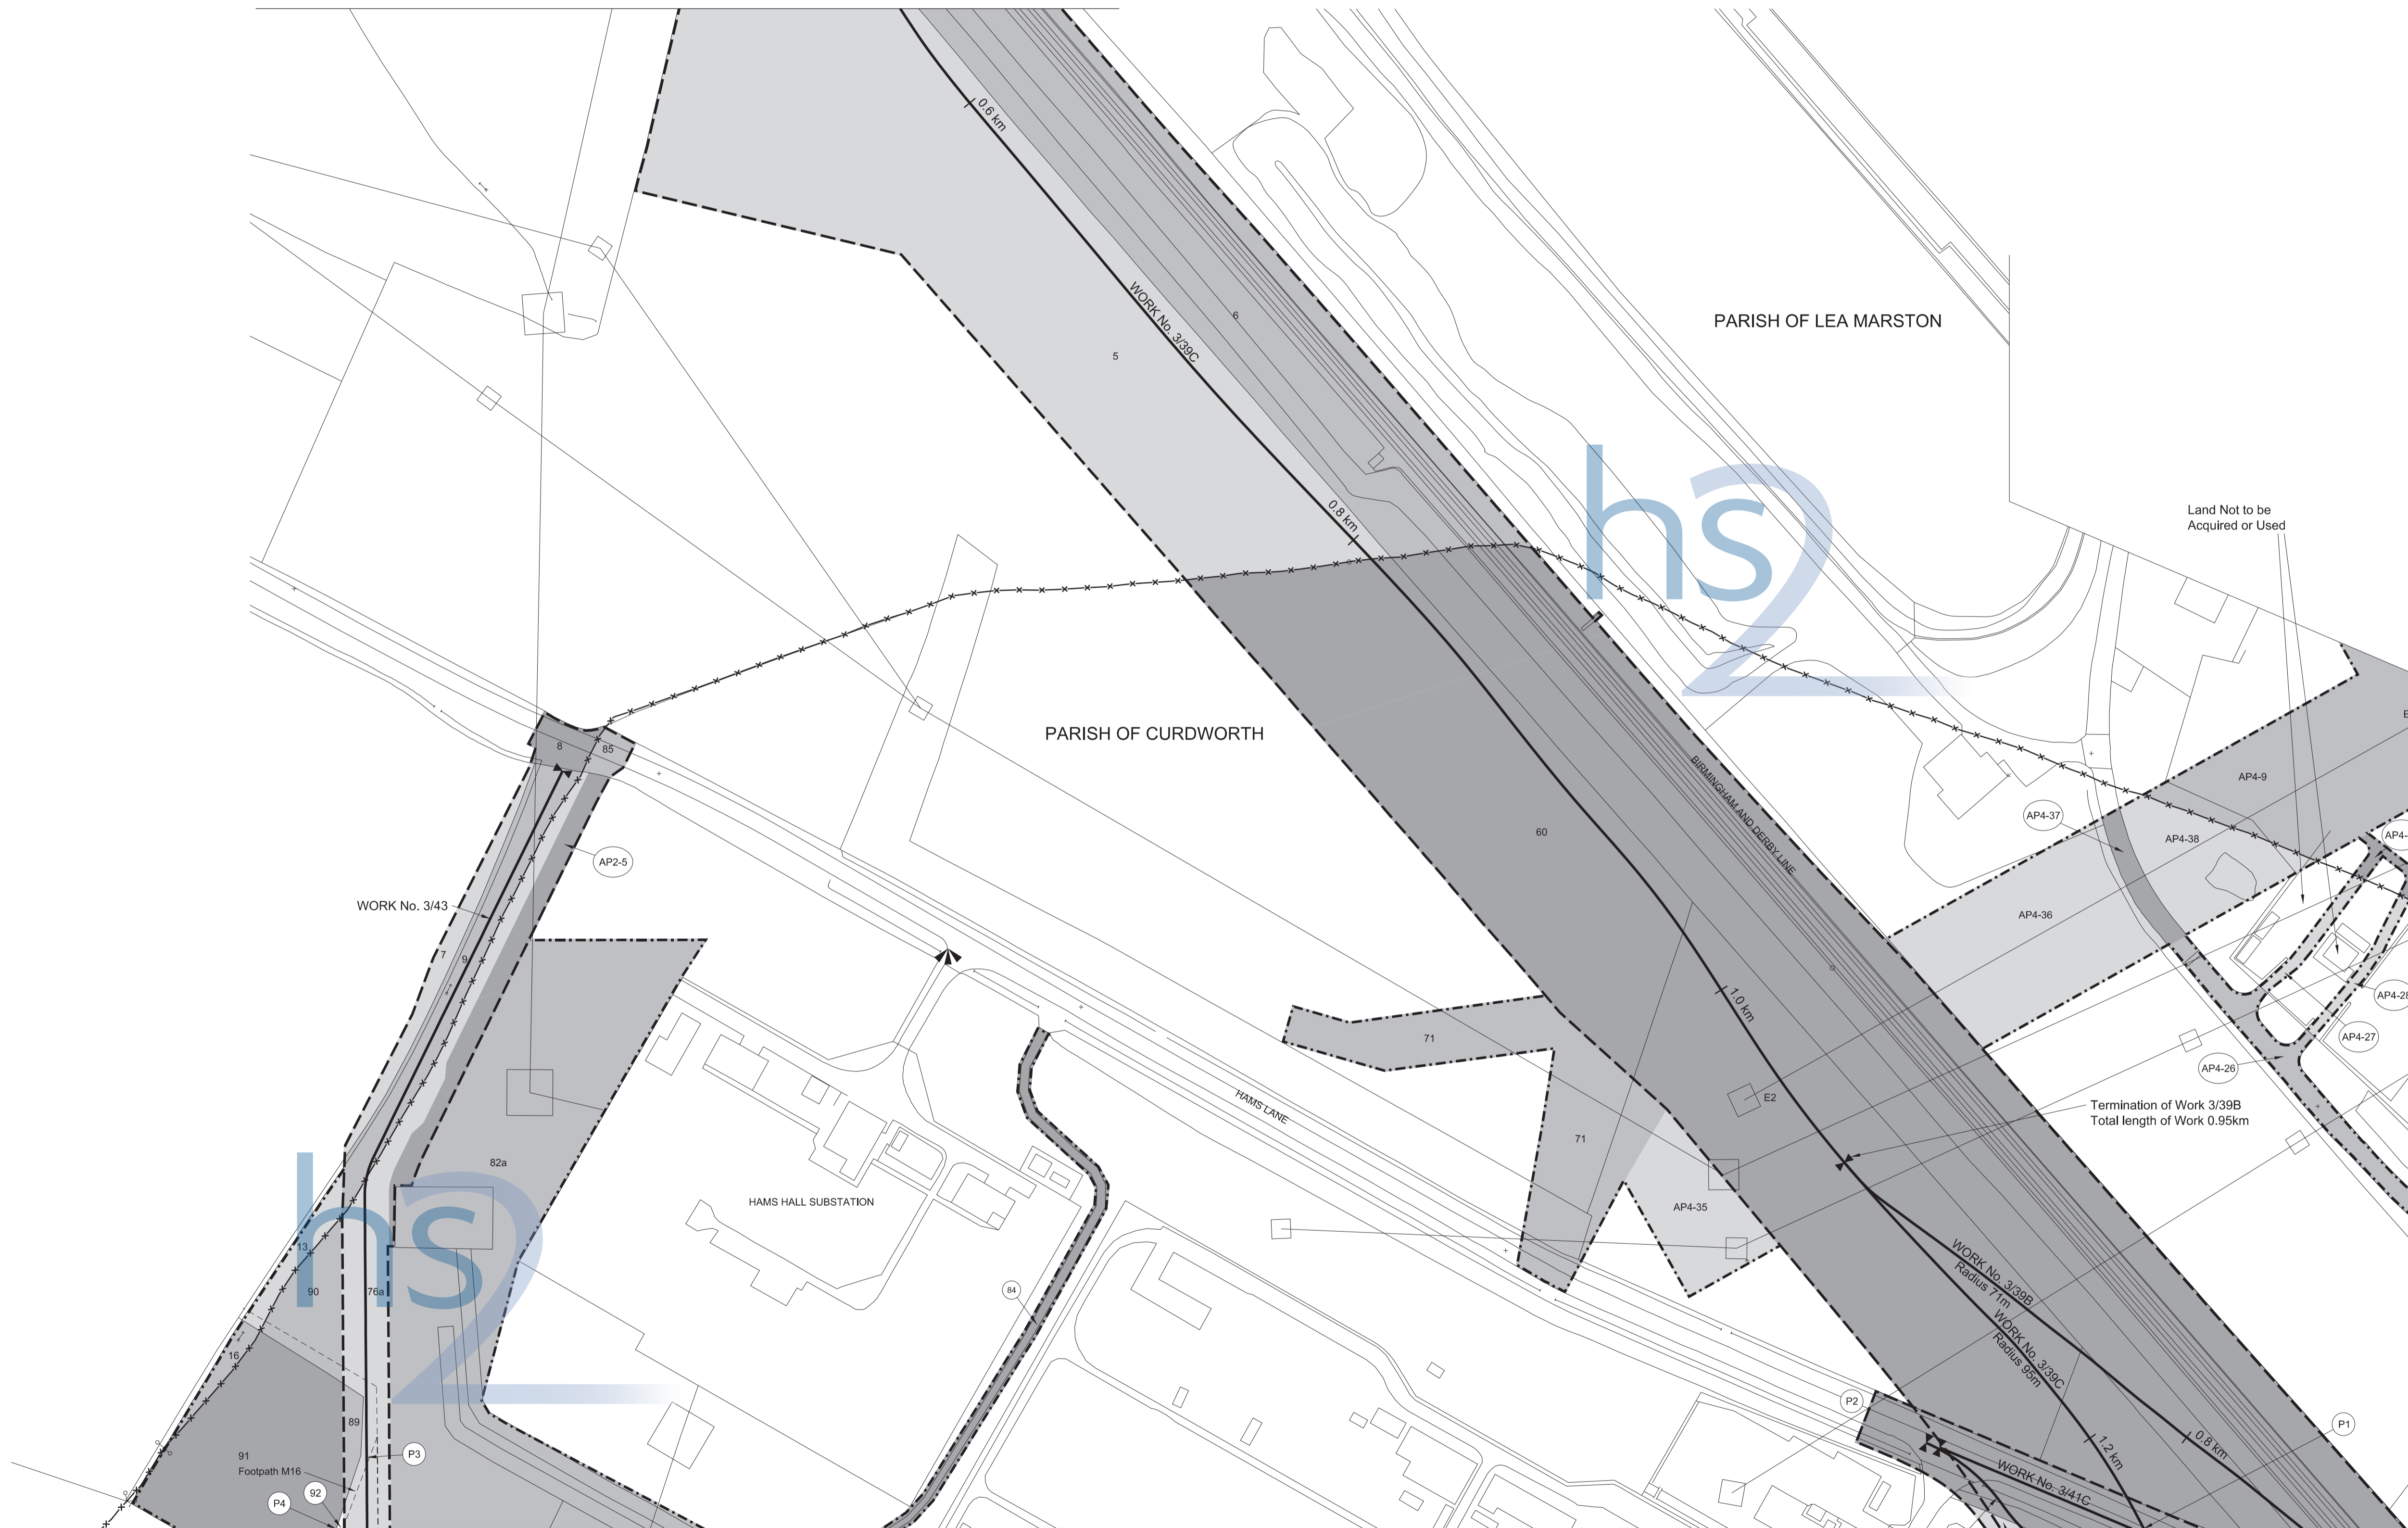 0.6 km
WORK No. 3/39C
6
5
PARISH OF LEA MARSTON
hs2
0.8 km
Land Not to be
Acquired or Used
PARISH OF CURDWORTH
8
85
AP2-5
WORK No. 3/43
7
9
60
BIRMINGHAM AND DERBY LINE
AP4-9
AP4-37
AP4-38
AP4-36
AP4-28
AP4-27
AP4-26
1.0 km
71
E2
HAMS LANE
Termination of Work 3/39B
Total length of Work 0.95km
71
82a
HAMS HALL SUBSTATION
AP4-35
hs2
13
90
76a
84
WORK No. 3/39B
Radius 71m
WORK No. 3/39C
Radius 95m
16
89
P2
P1
91
Footpath M16
P3
P4
92
1.2 km
0.8 km
WORK No. 3/41C